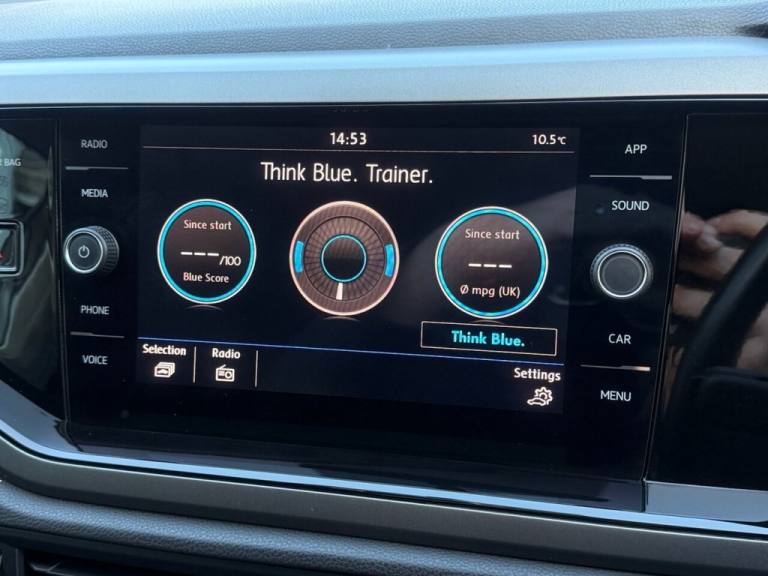 14:53
10.5°C
Think Blue. Trainer.
RADIO
MEDIA
PHONE
VOICE
BAG
Since start
---/100
Blue Score
Since start
---
Ø mpg (UK)
Think Blue.
Selection
Radio
Settings
APP
SOUND
CAR
MENU